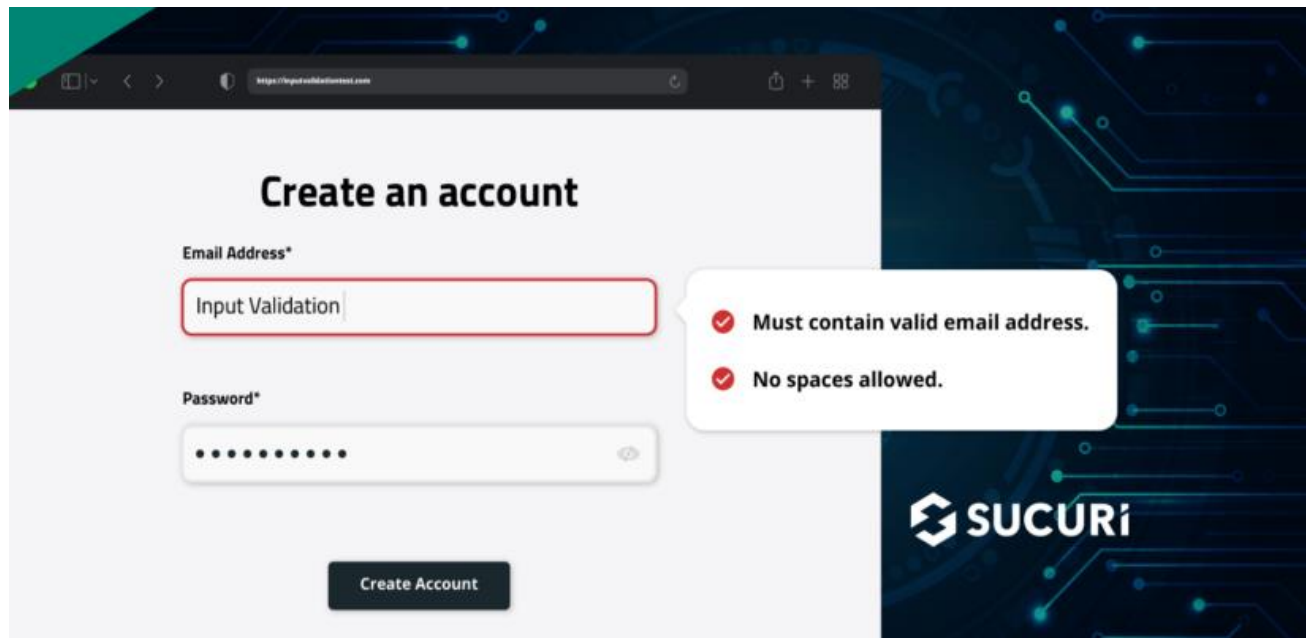 https://inputvalidationtest.com
Create an account
Email Address*
Input Validation
Must contain valid email address.
No spaces allowed.
Password*
Create Account
SUCURi